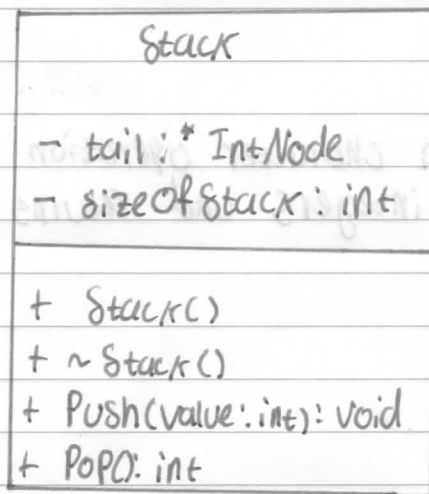 Stack
- tail: * IntNode
- sizeOfStack: int
+ Stack()
+ ~Stack()
+ Push(value: int): void
+ Pop(): int